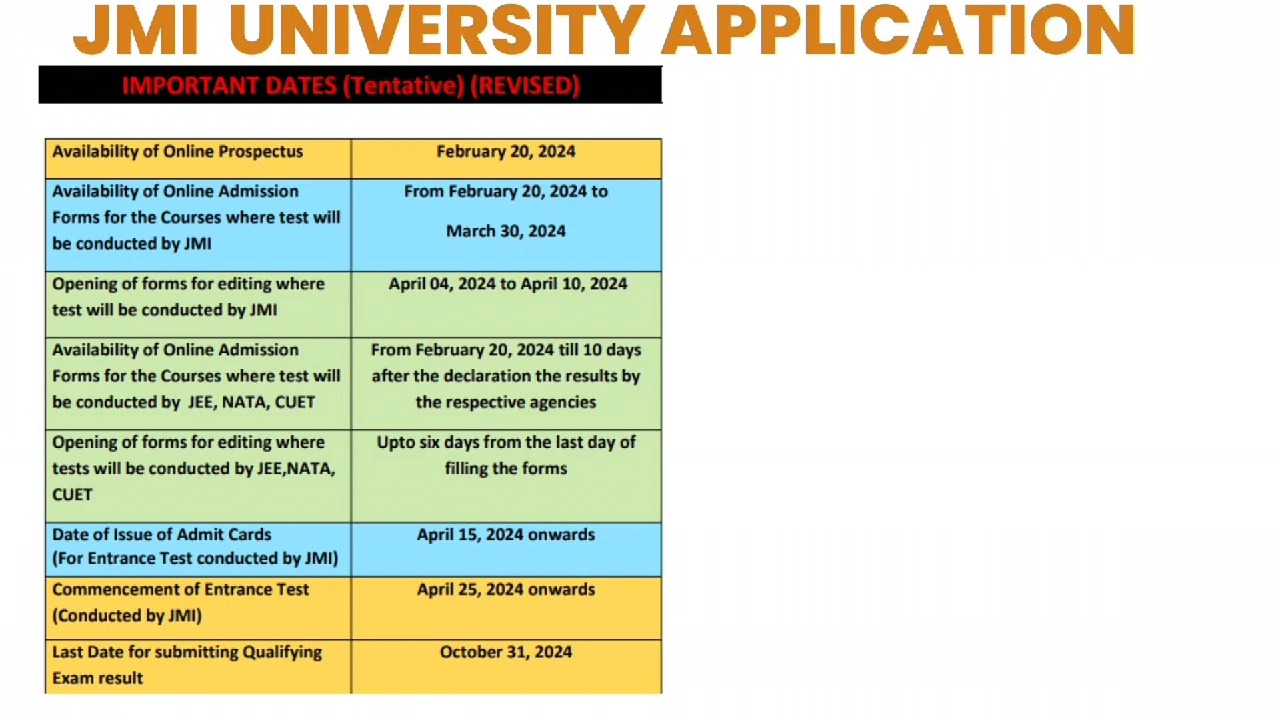 JMI UNIVERSITY APPLICATION
IMPORTANT DATES (Tentative) (REVISED)
Availability of Online Prospectus
February 20, 2024
Availability of Online Admission
Forms for the Courses where test will
be conducted by JMI
From February 20, 2024 to
March 30, 2024
Opening of forms for editing where
test will be conducted by JMI
April 04, 2024 to April 10, 2024
Availability of Online Admission
Forms for the Courses where test will
be conducted by JEE, NATA, CUET
From February 20, 2024 till 10 days
after the declaration the results by
the respective agencies
Opening of forms for editing where
tests will be conducted by JEE,NATA,
CUET
Upto six days from the last day of
filling the forms
Date of Issue of Admit Cards
(For Entrance Test conducted by JMI)
April 15, 2024 onwards
Commencement of Entrance Test
(Conducted by JMI)
April 25, 2024 onwards
Last Date for submitting Qualifying
Exam result
October 31, 2024